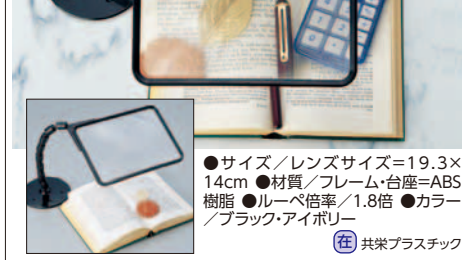 ●サイズ／レンズサイズ=19.3×
14cm ●材質／フレーム・台座=ABS
樹脂 ●ルーペ倍率／1.8倍 ●カラー
／ブラック・アイボリー
在 共栄プラスチック